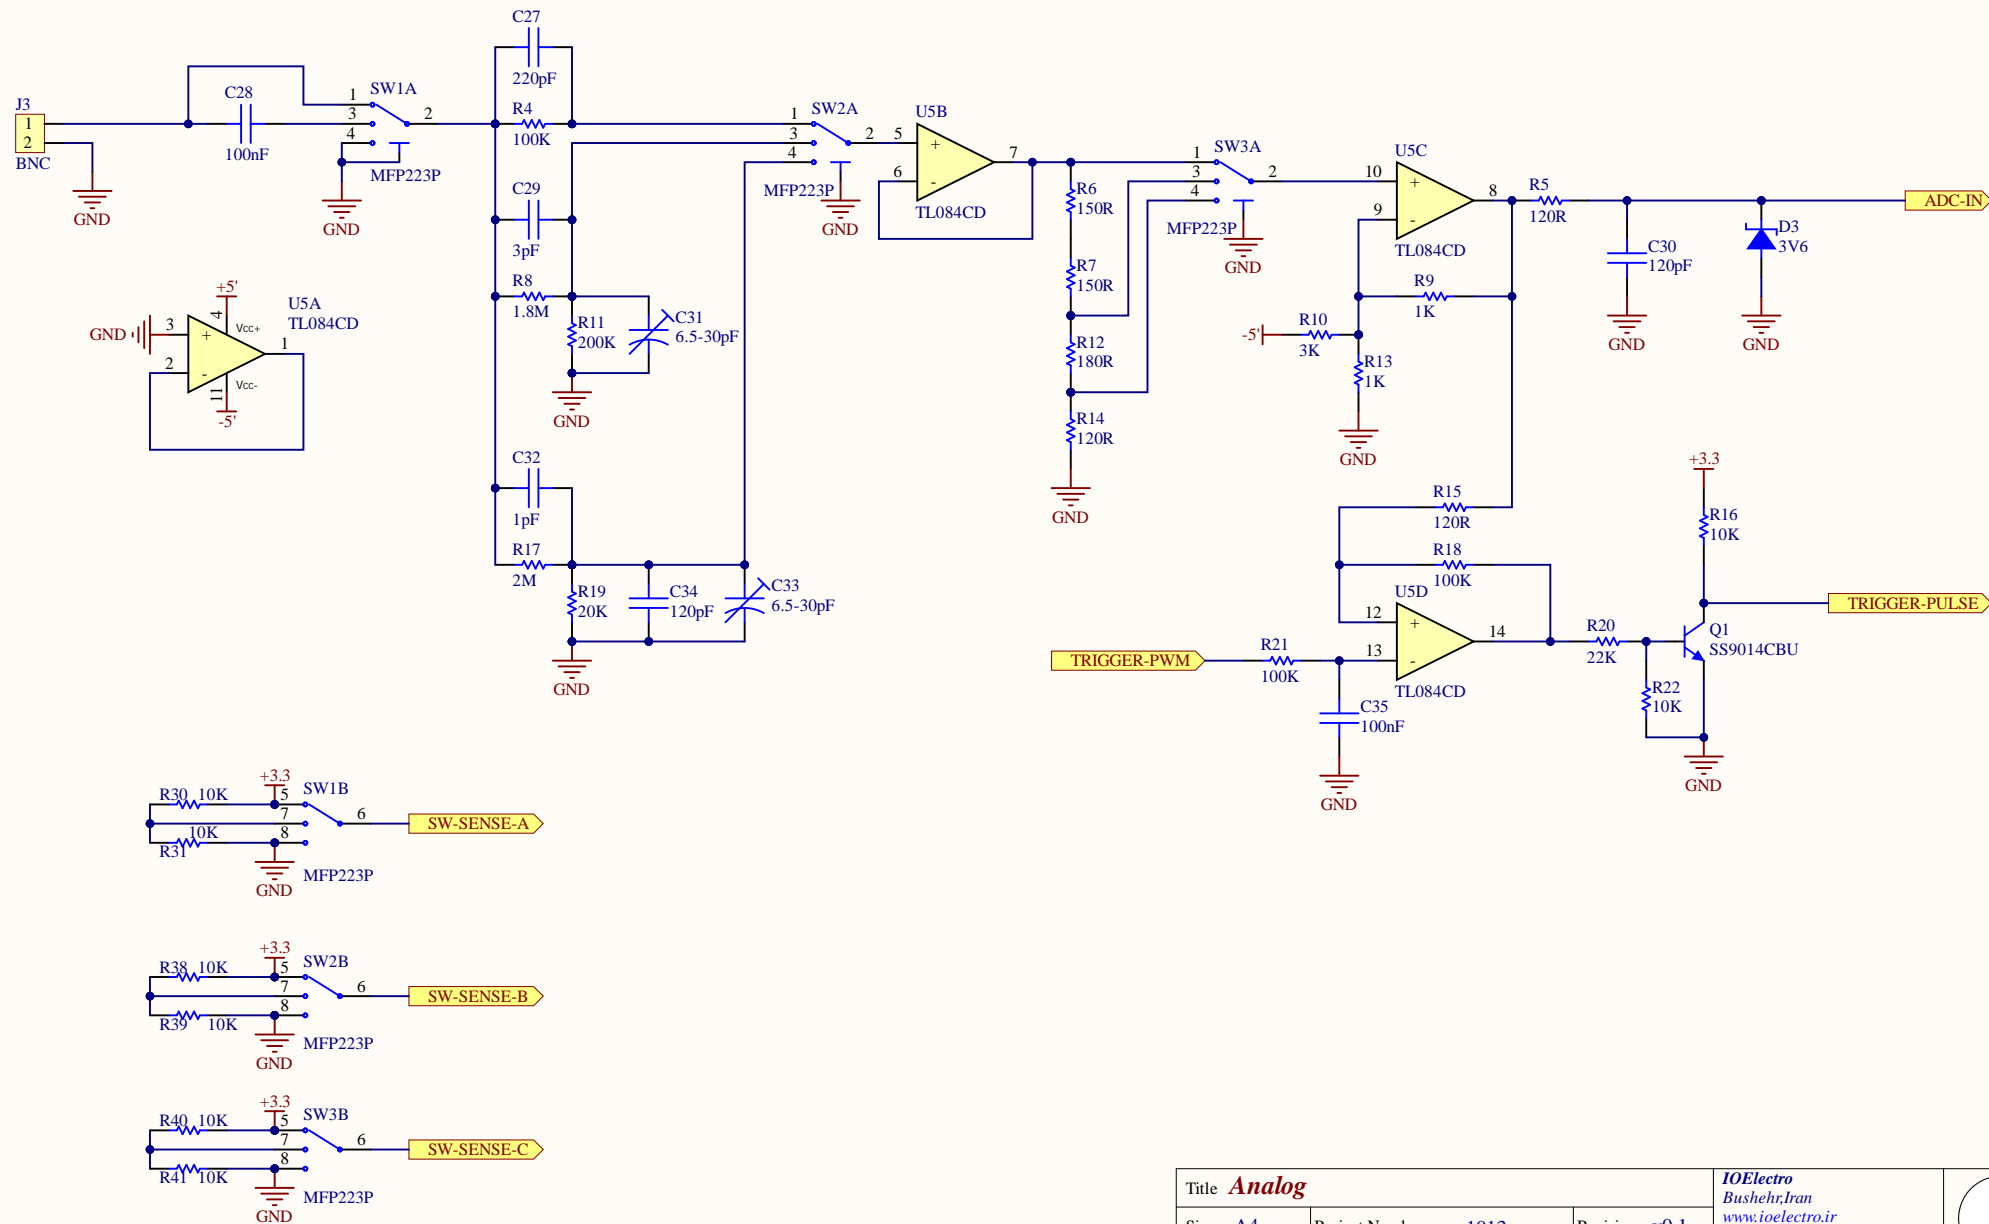 C27
220pF
R4
100K
C28
100nF
J3
1
2
BNC
GND
SW1A
1
3
4
2
MFP223P
GND
C29
3pF
R8
1.8M
R11
200K
C31
6.5-30pF
GND
C32
1pF
R17
2M
R19
20K
C34
120pF
C33
6.5-30pF
GND
SW2A
1
3
4
2
MFP223P
GND
U5B
5
6
7
+
-
TL084CD
R6
150R
R7
150R
R12
180R
R14
120R
GND
SW3A
1
3
4
2
MFP223P
GND
U5C
10
9
8
+
-
TL084CD
R5
120R
C30
120pF
GND
D3
3V6
GND
ADC-IN
R9
1K
-5'
R10
3K
R13
1K
GND
R15
120R
R18
100K
U5D
12
13
14
+
-
TL084CD
TRIGGER-PWM
R21
100K
C35
100nF
GND
R20
22K
R22
10K
+3.3
R16
10K
Q1
SS9014CBU
GND
TRIGGER-PULSE
+5'
U5A
TL084CD
GND
3
2
4
11
1
+
-
Vcc+
Vcc-
-5'
+3.3
R30 10K
10K
R31
5
7
8
6
SW1B
SW-SENSE-A
GND
MFP223P
+3.3
R38 10K
R39 10K
5
7
8
6
SW2B
SW-SENSE-B
GND
MFP223P
+3.3
R40 10K
R41 10K
5
7
8
6
SW3B
SW-SENSE-C
GND
MFP223P
Title Analog
IOElectro
Bushehr,Iran
www.ioelectro.ir
A4